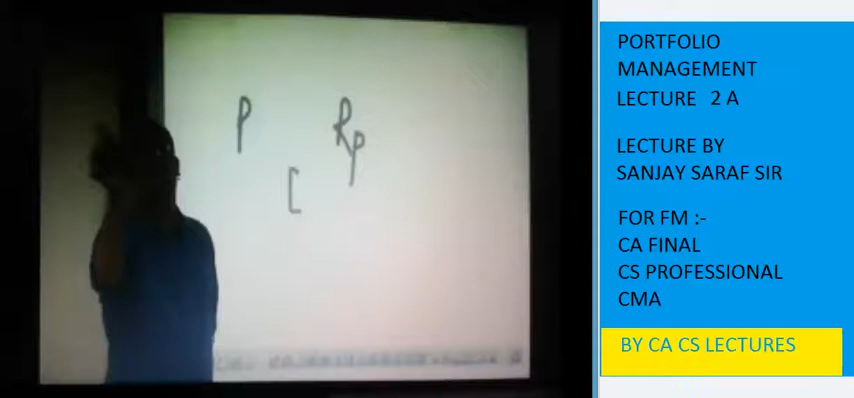 P Rp
[
PORTFOLIO
MANAGEMENT
LECTURE 2 A
LECTURE BY
SANJAY SARAF SIR
FOR FM :-
CA FINAL
CS PROFESSIONAL
CMA
BY CA CS LECTURES